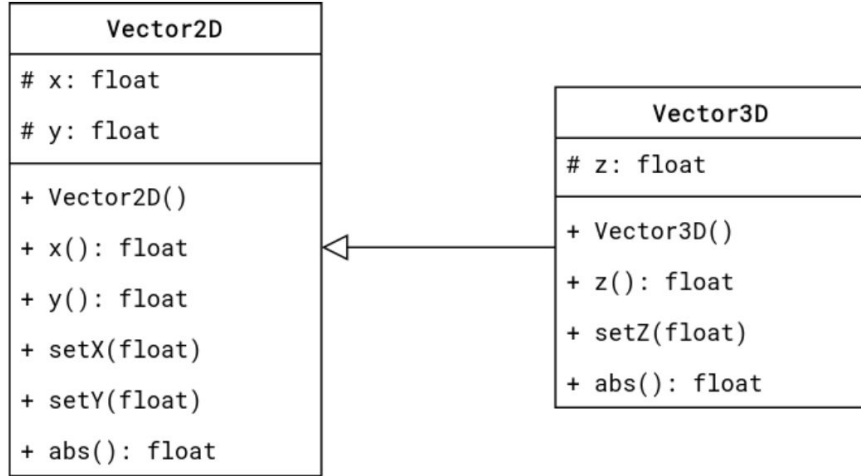 Vector2D
# x: float
# y: float
+ Vector2D()
+ x(): float
+ y(): float
+ setX(float)
+ setY(float)
+ abs(): float
Vector3D
# z: float
+ Vector3D()
+ z(): float
+ setZ(float)
+ abs(): float